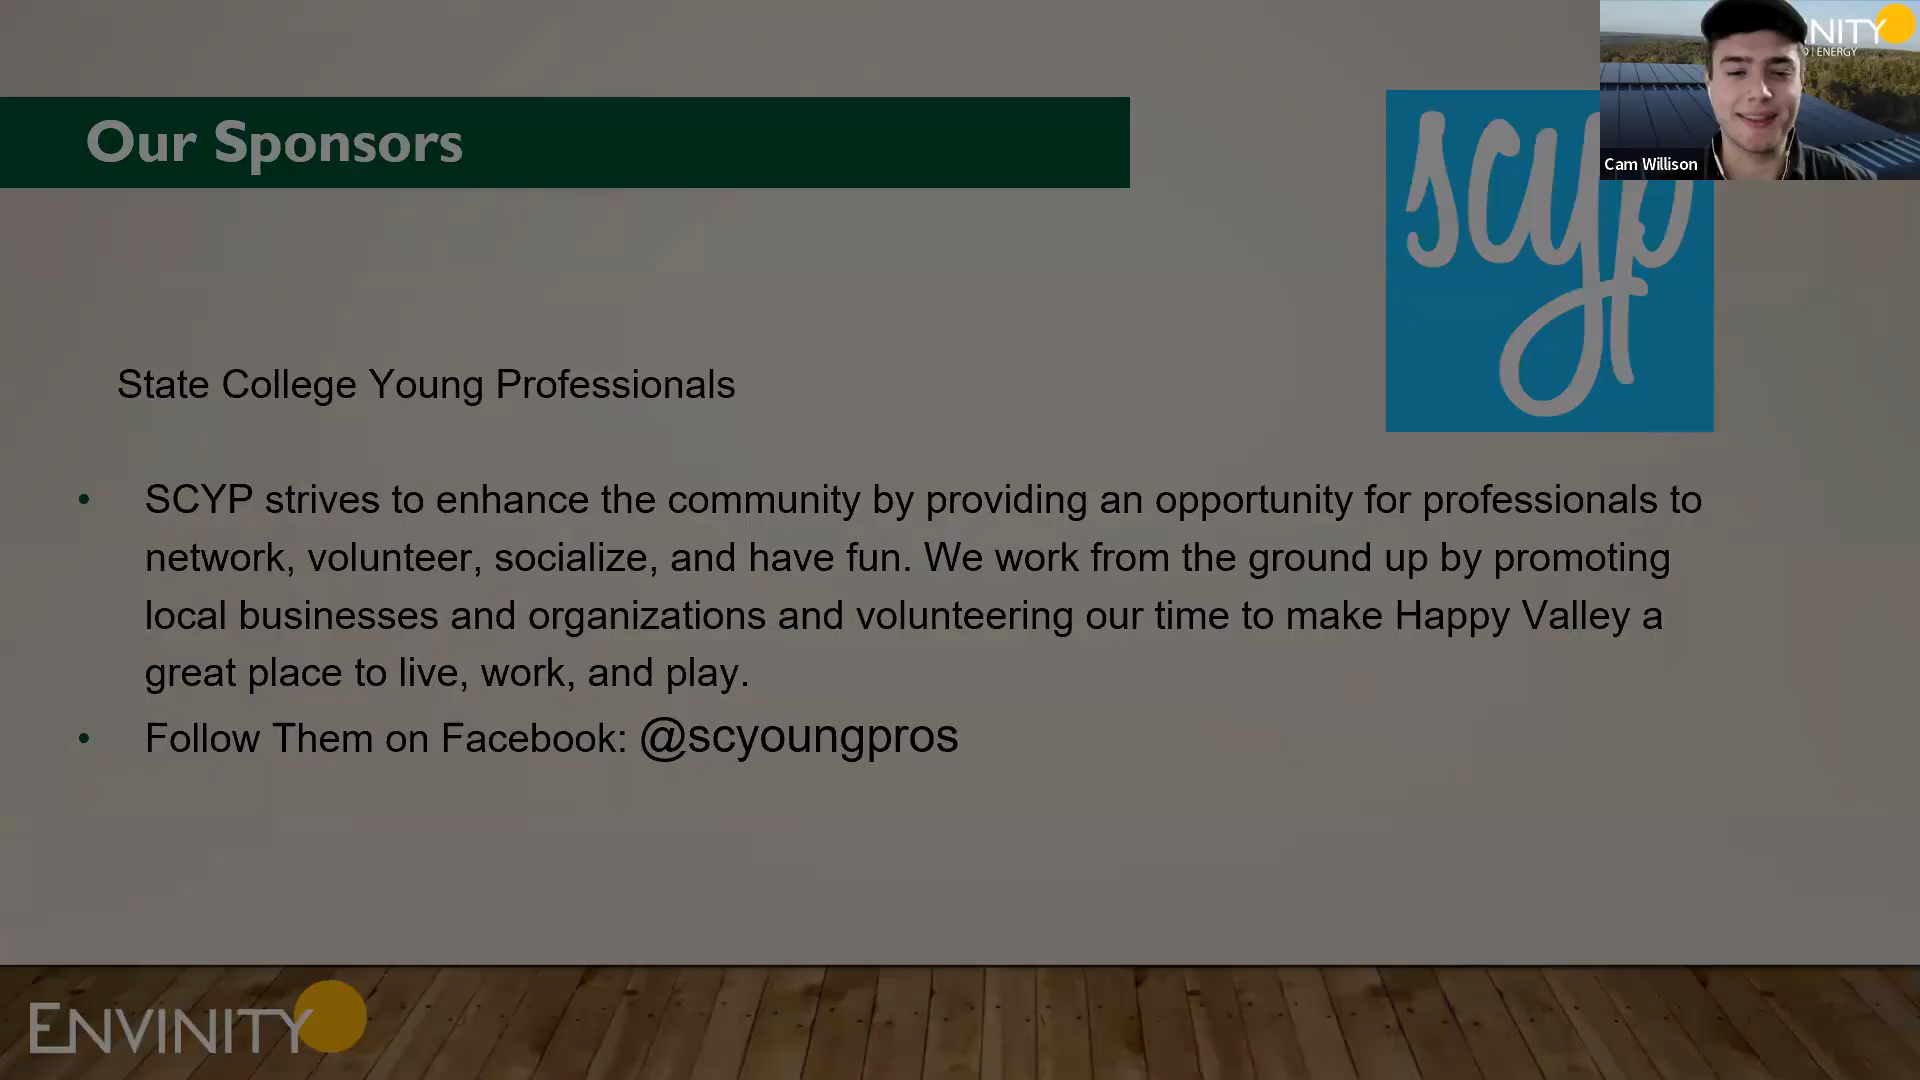 Our Sponsors
scyp
NITY
| ENERGY
Cam Willison
State College Young Professionals
• SCYP strives to enhance the community by providing an opportunity for professionals to
network, volunteer, socialize, and have fun. We work from the ground up by promoting
local businesses and organizations and volunteering our time to make Happy Valley a
great place to live, work, and play.
• Follow Them on Facebook: @scyoungpros
ENVINITY